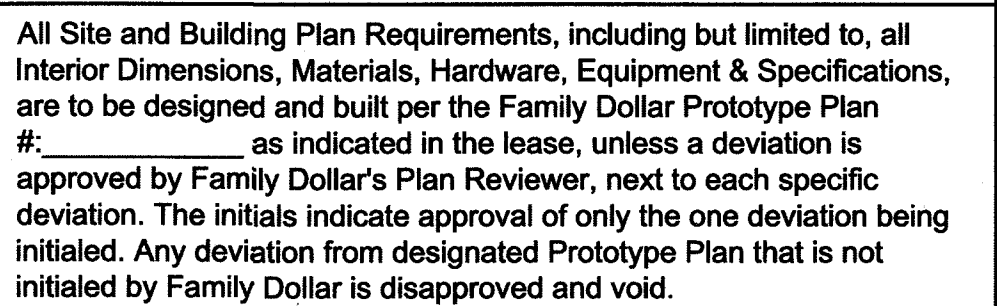 All Site and Building Plan Requirements, including but limited to, all
Interior Dimensions, Materials, Hardware, Equipment & Specifications,
are to be designed and built per the Family Dollar Prototype Plan
#:______________ as indicated in the lease, unless a deviation is
approved by Family Dollar's Plan Reviewer, next to each specific
deviation. The initials indicate approval of only the one deviation being
initialed. Any deviation from designated Prototype Plan that is not
initialed by Family Dollar is disapproved and void.